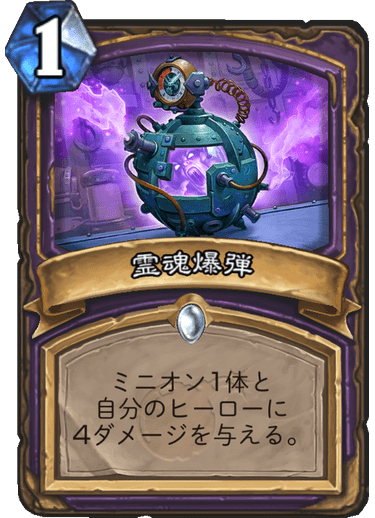 1
霊魂爆弾
ミニオン1体と
自分のヒーローに
4ダメージを与える。